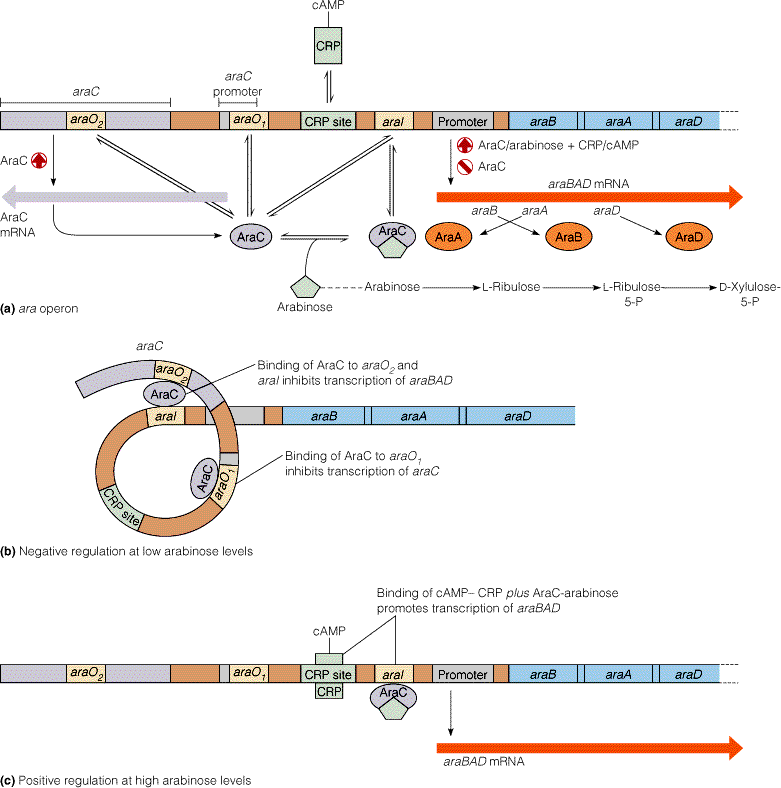 cAMP
CRP
araC
araC
promoter
araO2
araO1
CRP site
araI
Promoter
araB
araA
araD
AraC
AraC/arabinose + CRP/cAMP
AraC
araBAD mRNA
AraC
mRNA
araB
araA
araD
AraC
AraC
AraA
AraB
AraD
Arabinose
Arabinose
L-Ribulose
L-Ribulose-
5-P
D-Xylulose-
5-P
(a) ara operon
araC
araO2
AraC
Binding of AraC to araO2 and
araI inhibits transcription of araBAD
araI
araB
araA
araD
AraC
araO1
Binding of AraC to araO1
inhibits transcription of araC
CRP site
(b) Negative regulation at low arabinose levels
Binding of cAMP– CRP plus AraC-arabinose
promotes transcription of araBAD
cAMP
araO2
araO1
CRP site
araI
Promoter
araB
araA
araD
CRP
AraC
araBAD mRNA
(c) Positive regulation at high arabinose levels